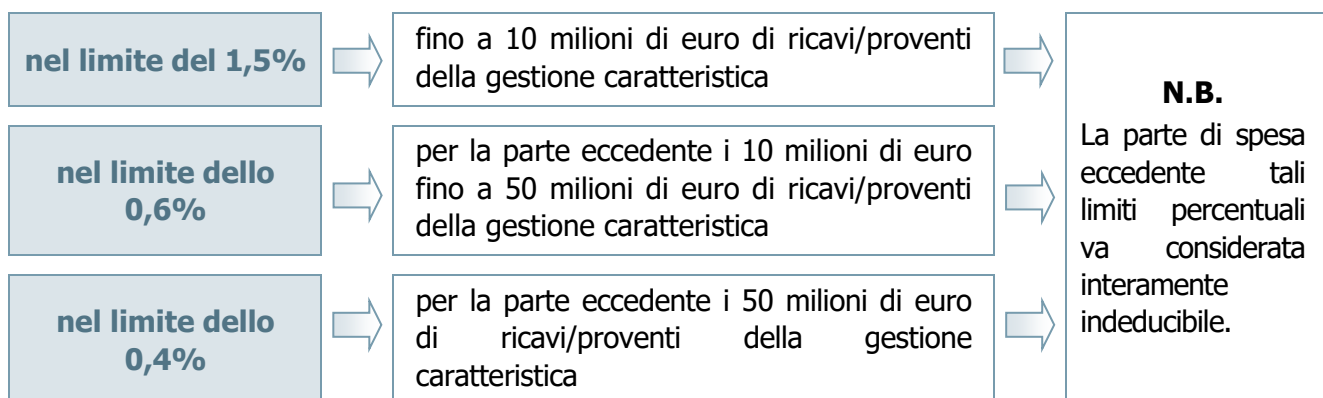 nel limite del 1,5%
fino a 10 milioni di euro di ricavi/proventi
della gestione caratteristica
nel limite dello
0,6%
per la parte eccedente i 10 milioni di euro
fino a 50 milioni di euro di ricavi/proventi
della gestione caratteristica
nel limite dello
0,4%
per la parte eccedente i 50 milioni di euro
di ricavi/proventi della gestione
caratteristica
N.B.
La parte di spesa
eccedente tali
limiti percentuali
va considerata
interamente
indeducibile.